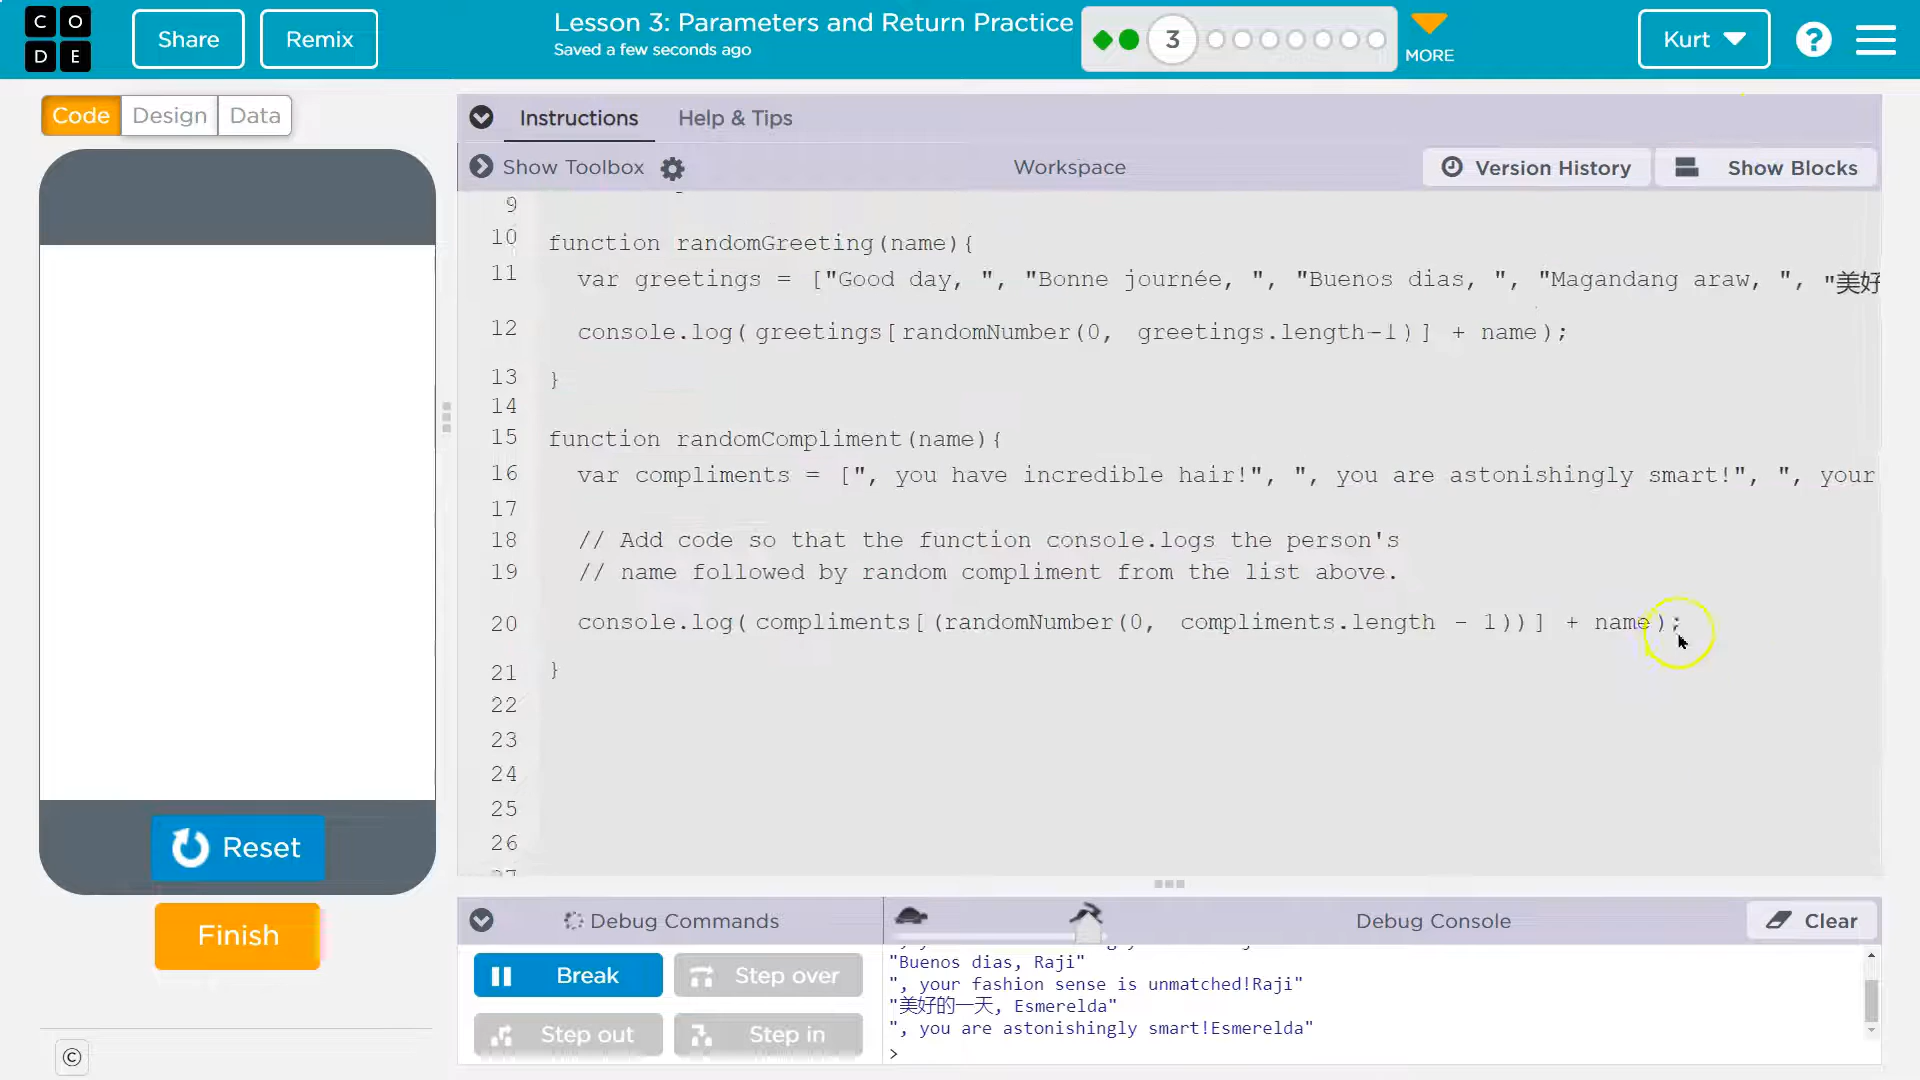 CO
DE
Share
Remix
Lesson 3: Parameters and Return Practice
Saved a few seconds ago
3
MORE
Kurt
?
Code
Design
Data
Instructions
Help & Tips
Show Toolbox
Workspace
Version History
Show Blocks
9
10 function randomGreeting(name){
11 var greetings = ["Good day, ", "Bonne journée, ", "Buenos dias, ", "Magandang araw, ", "美好
12 console.log( greetings[randomNumber(0, greetings.length-1)] + name);
13 }
14
15 function randomCompliment(name){
16 var compliments = [", you have incredible hair!", ", you are astonishingly smart!", ", your
17
18 // Add code so that the function console.logs the person's
19 // name followed by random compliment from the list above.
20 console.log( compliments[(randomNumber(0, compliments.length - 1))] + name);
21 }
22
23
24
25
26
Reset
Finish
©
Debug Commands
Break
Step over
Step out
Step in
Debug Console
Clear
"Buenos dias, Raji"
", your fashion sense is unmatched!Raji"
"美好的一天, Esmerelda"
", you are astonishingly smart!Esmerelda"
>